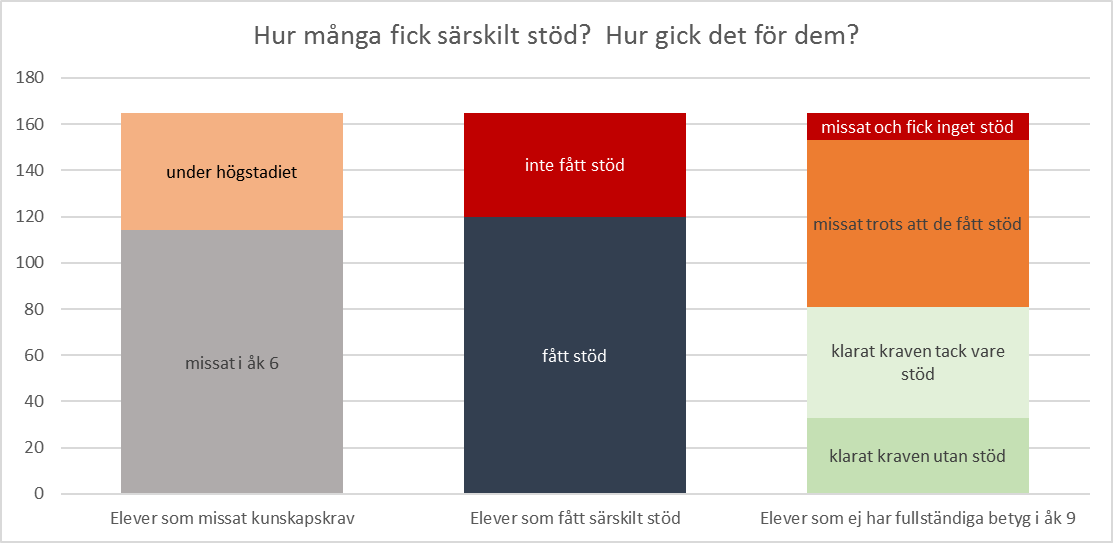 Hur många fick särskilt stöd?  Hur gick det för dem?
180
160
140
120
100
80
60
40
20
0
under högstadiet
missat i åk 6
inte fått stöd
fått stöd
missat och fick inget stöd
missat trots att de fått stöd
klarat kraven tack vare
stöd
klarat kraven utan stöd
Elever som missat kunskapskrav
Elever som fått särskilt stöd
Elever som ej har fullständiga betyg i åk 9